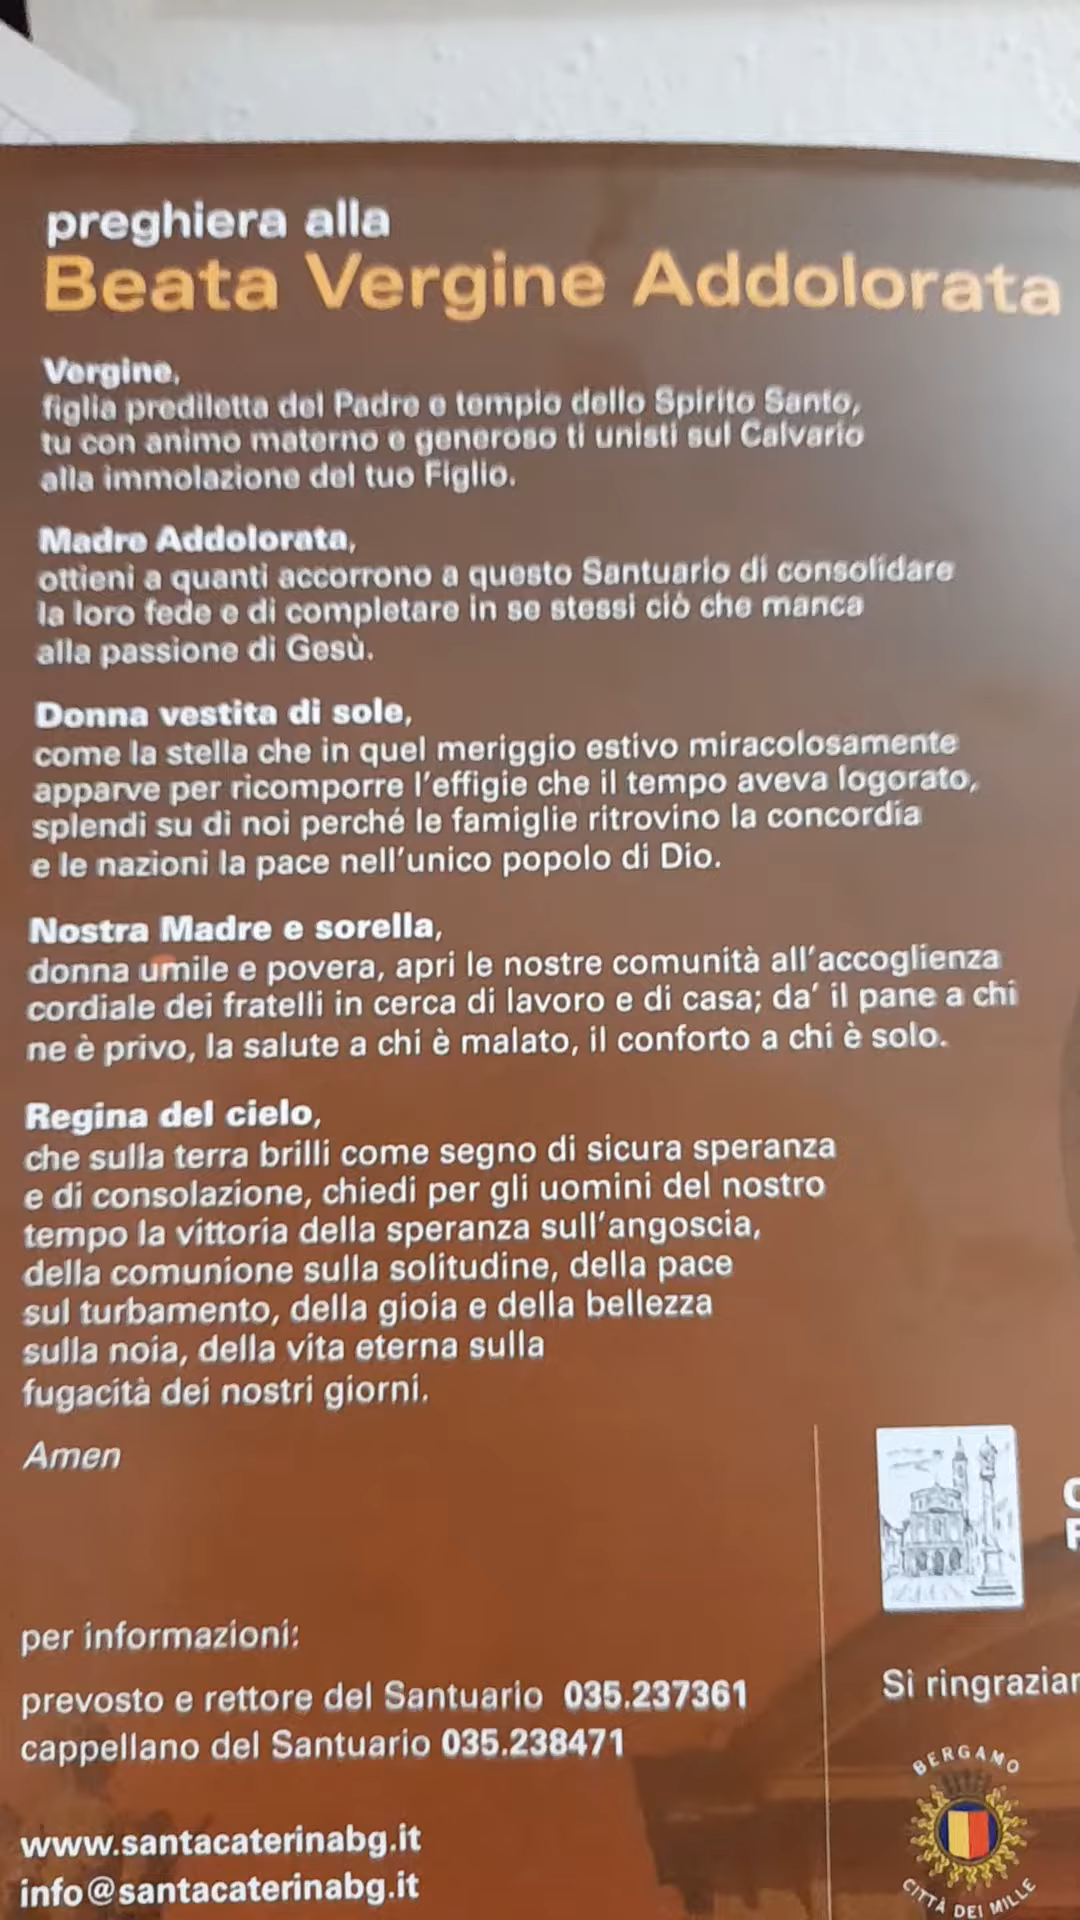 preghiera alla
Beata Vergine Addolorata
Vergine,
figlia prediletta del Padre e tempio dello Spirito Santo,
tu con animo materno e generoso ti unisti sul Calvario
alla immolazione del tuo Figlio.
Madre Addolorata,
ottieni a quanti accorrono a questo Santuario di consolidare
la loro fede e di completare in se stessi ciò che manca
alla passione di Gesù.
Donna vestita di sole,
come la stella che in quel meriggio estivo miracolosamente
apparve per ricomporre l'effigie che il tempo aveva logorato,
splendi su di noi perché le famiglie ritrovino la concordia
e le nazioni la pace nell'unico popolo di Dio.
Nostra Madre e sorella,
donna umile e povera, apri le nostre comunità all'accoglienza
cordiale dei fratelli in cerca di lavoro e di casa; da' il pane a chi
ne è privo, la salute a chi è malato, il conforto a chi è solo.
Regina del cielo,
che sulla terra brilli come segno di sicura speranza
e di consolazione, chiedi per gli uomini del nostro
tempo la vittoria della speranza sull'angoscia,
della comunione sulla solitudine, della pace
sul turbamento, della gioia e della bellezza
sulla noia, della vita eterna sulla
fugacità dei nostri giorni.
Amen
per informazioni:
prevosto e rettore del Santuario 035.237361
cappellano del Santuario 035.238471
www.santacaterinabg.it
info@santacaterinabg.it
Si
BERGAMO
CITTÀ DEI MILLE